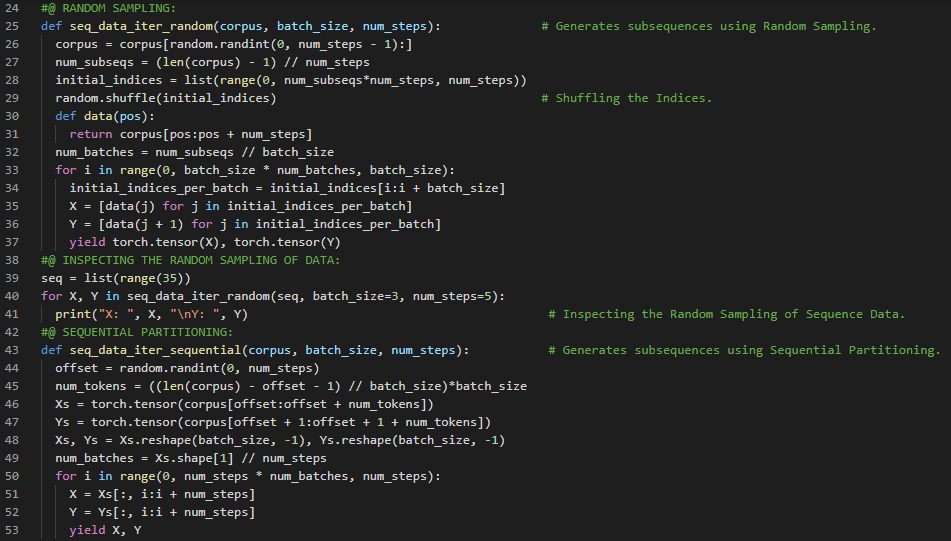 24 #@ RANDOM SAMPLING:
25 def seq_data_iter_random(corpus, batch_size, num_steps): # Generates subsequences using Random Sampling.
26 corpus = corpus[random.randint(0, num_steps - 1):]
27 num_subseqs = (len(corpus) - 1) // num_steps
28 initial_indices = list(range(0, num_subseqs*num_steps, num_steps))
29 random.shuffle(initial_indices) # Shuffling the Indices.
30 def data(pos):
31 return corpus[pos:pos + num_steps]
32 num_batches = num_subseqs // batch_size
33 for i in range(0, batch_size * num_batches, batch_size):
34 initial_indices_per_batch = initial_indices[i:i + batch_size]
35 X = [data(j) for j in initial_indices_per_batch]
36 Y = [data(j + 1) for j in initial_indices_per_batch]
37 yield torch.tensor(X), torch.tensor(Y)
38 #@ INSPECTING THE RANDOM SAMPLING OF DATA:
39 seq = list(range(35))
40 for X, Y in seq_data_iter_random(seq, batch_size=3, num_steps=5):
41 print("X: ", X, "\nY: ", Y) # Inspecting the Random Sampling of Sequence Data.
42 #@ SEQUENTIAL PARTITIONING:
43 def seq_data_iter_sequential(corpus, batch_size, num_steps): # Generates subsequences using Sequential Partitioning.
44 offset = random.randint(0, num_steps)
45 num_tokens = ((len(corpus) - offset - 1) // batch_size)*batch_size
46 Xs = torch.tensor(corpus[offset:offset + num_tokens])
47 Ys = torch.tensor(corpus[offset + 1:offset + 1 + num_tokens])
48 Xs, Ys = Xs.reshape(batch_size, -1), Ys.reshape(batch_size, -1)
49 num_batches = Xs.shape[1] // num_steps
50 for i in range(0, num_steps * num_batches, num_steps):
51 X = Xs[:, i:i + num_steps]
52 Y = Ys[:, i:i + num_steps]
53 yield X, Y